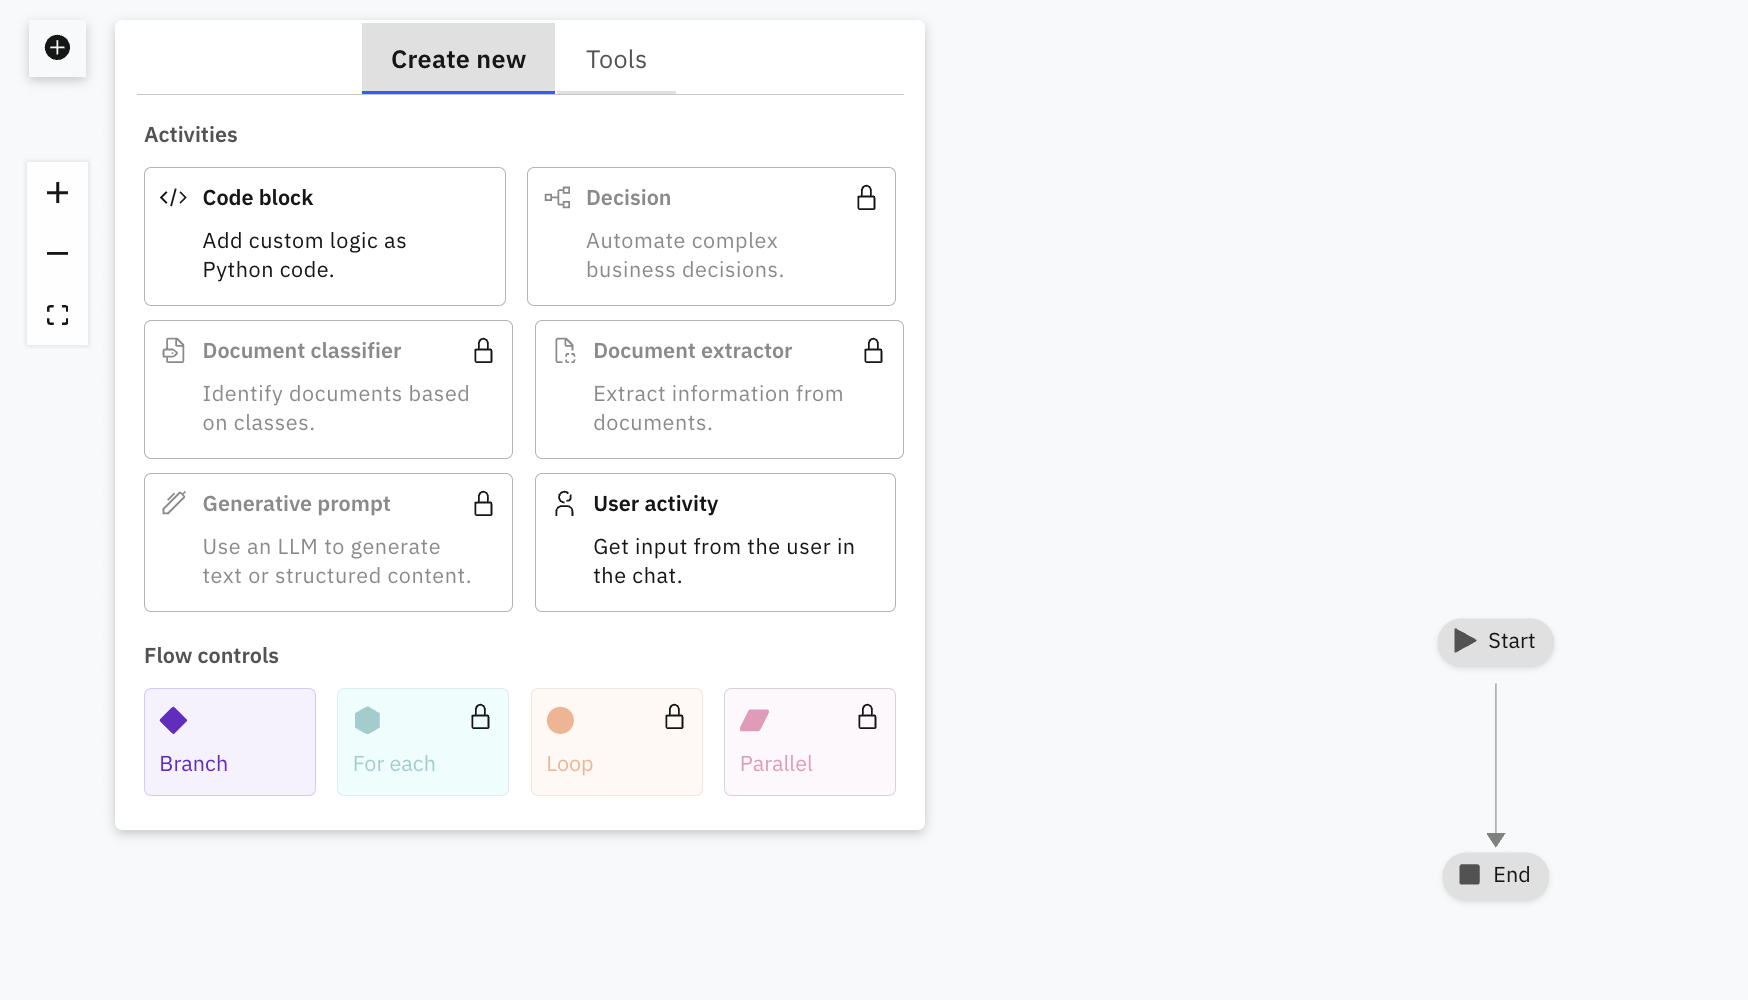 Create new
Tools
Activities
Code block
Add custom logic as
Python code.
Decision
Automate complex
business decisions.
Document classifier
Identify documents based
on classes.
Document extractor
Extract information from
documents.
Generative prompt
Use an LLM to generate
text or structured content.
User activity
Get input from the user in
the chat.
Flow controls
Branch
For each
Loop
Parallel
Start
End